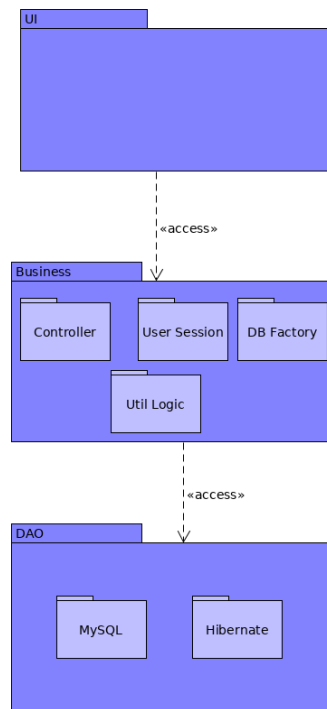 UI
«access»
Business
Controller
User Session
DB Factory
Util Logic
«access»
DAO
MySQL
Hibernate